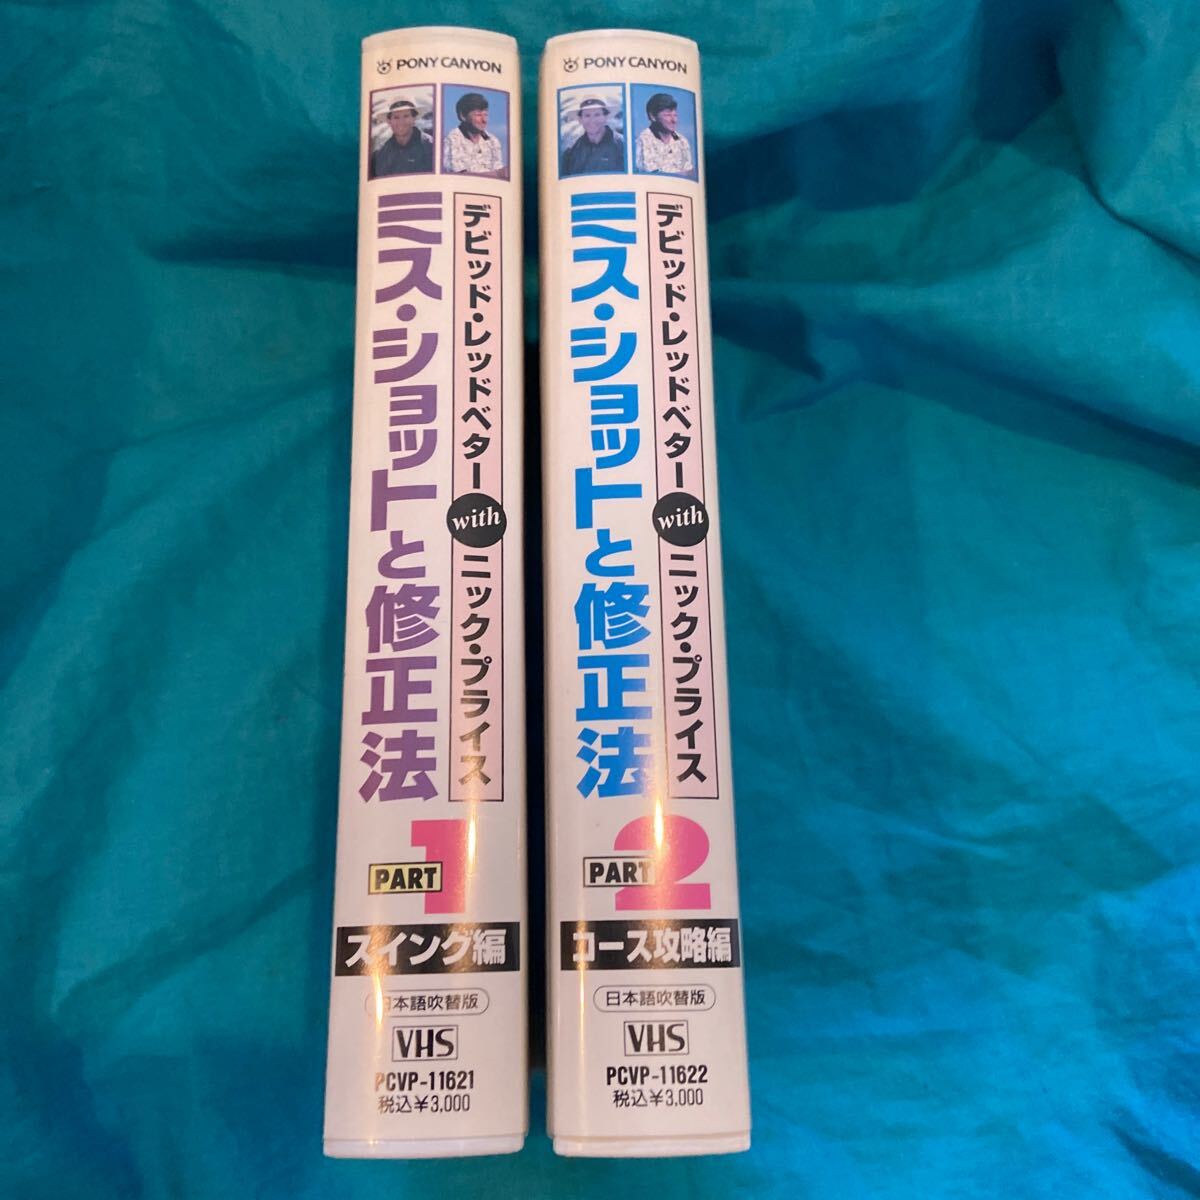 PONY CANYON
デビッド・レッドベター with ニック・プライス
ミス・ショットと修正法
PART 1
スイング編
日本語吹替版
VHS
PCVP-11621
税込¥3,000
PONY CANYON
デビッド・レッドベター with ニック・プライス
ミス・ショットと修正法
PART 2
コース攻略編
日本語吹替版
VHS
PCVP-11622
税込¥3,000